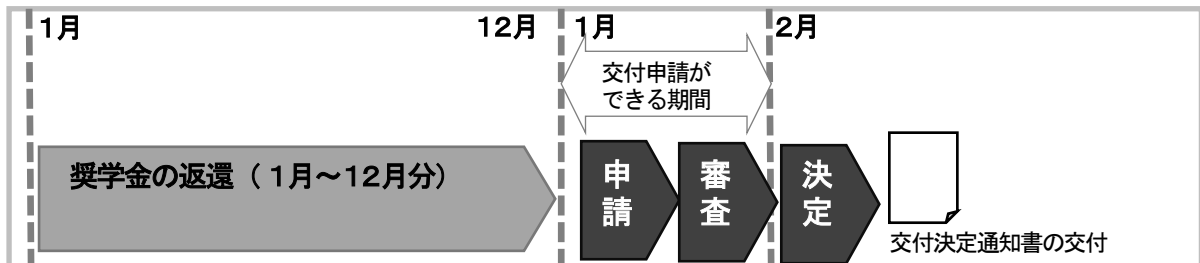 1月
12月
1月
2月
交付申請が
できる期間
奨学金の返還（1月～12月分）
申請
審査
決定
交付決定通知書の交付